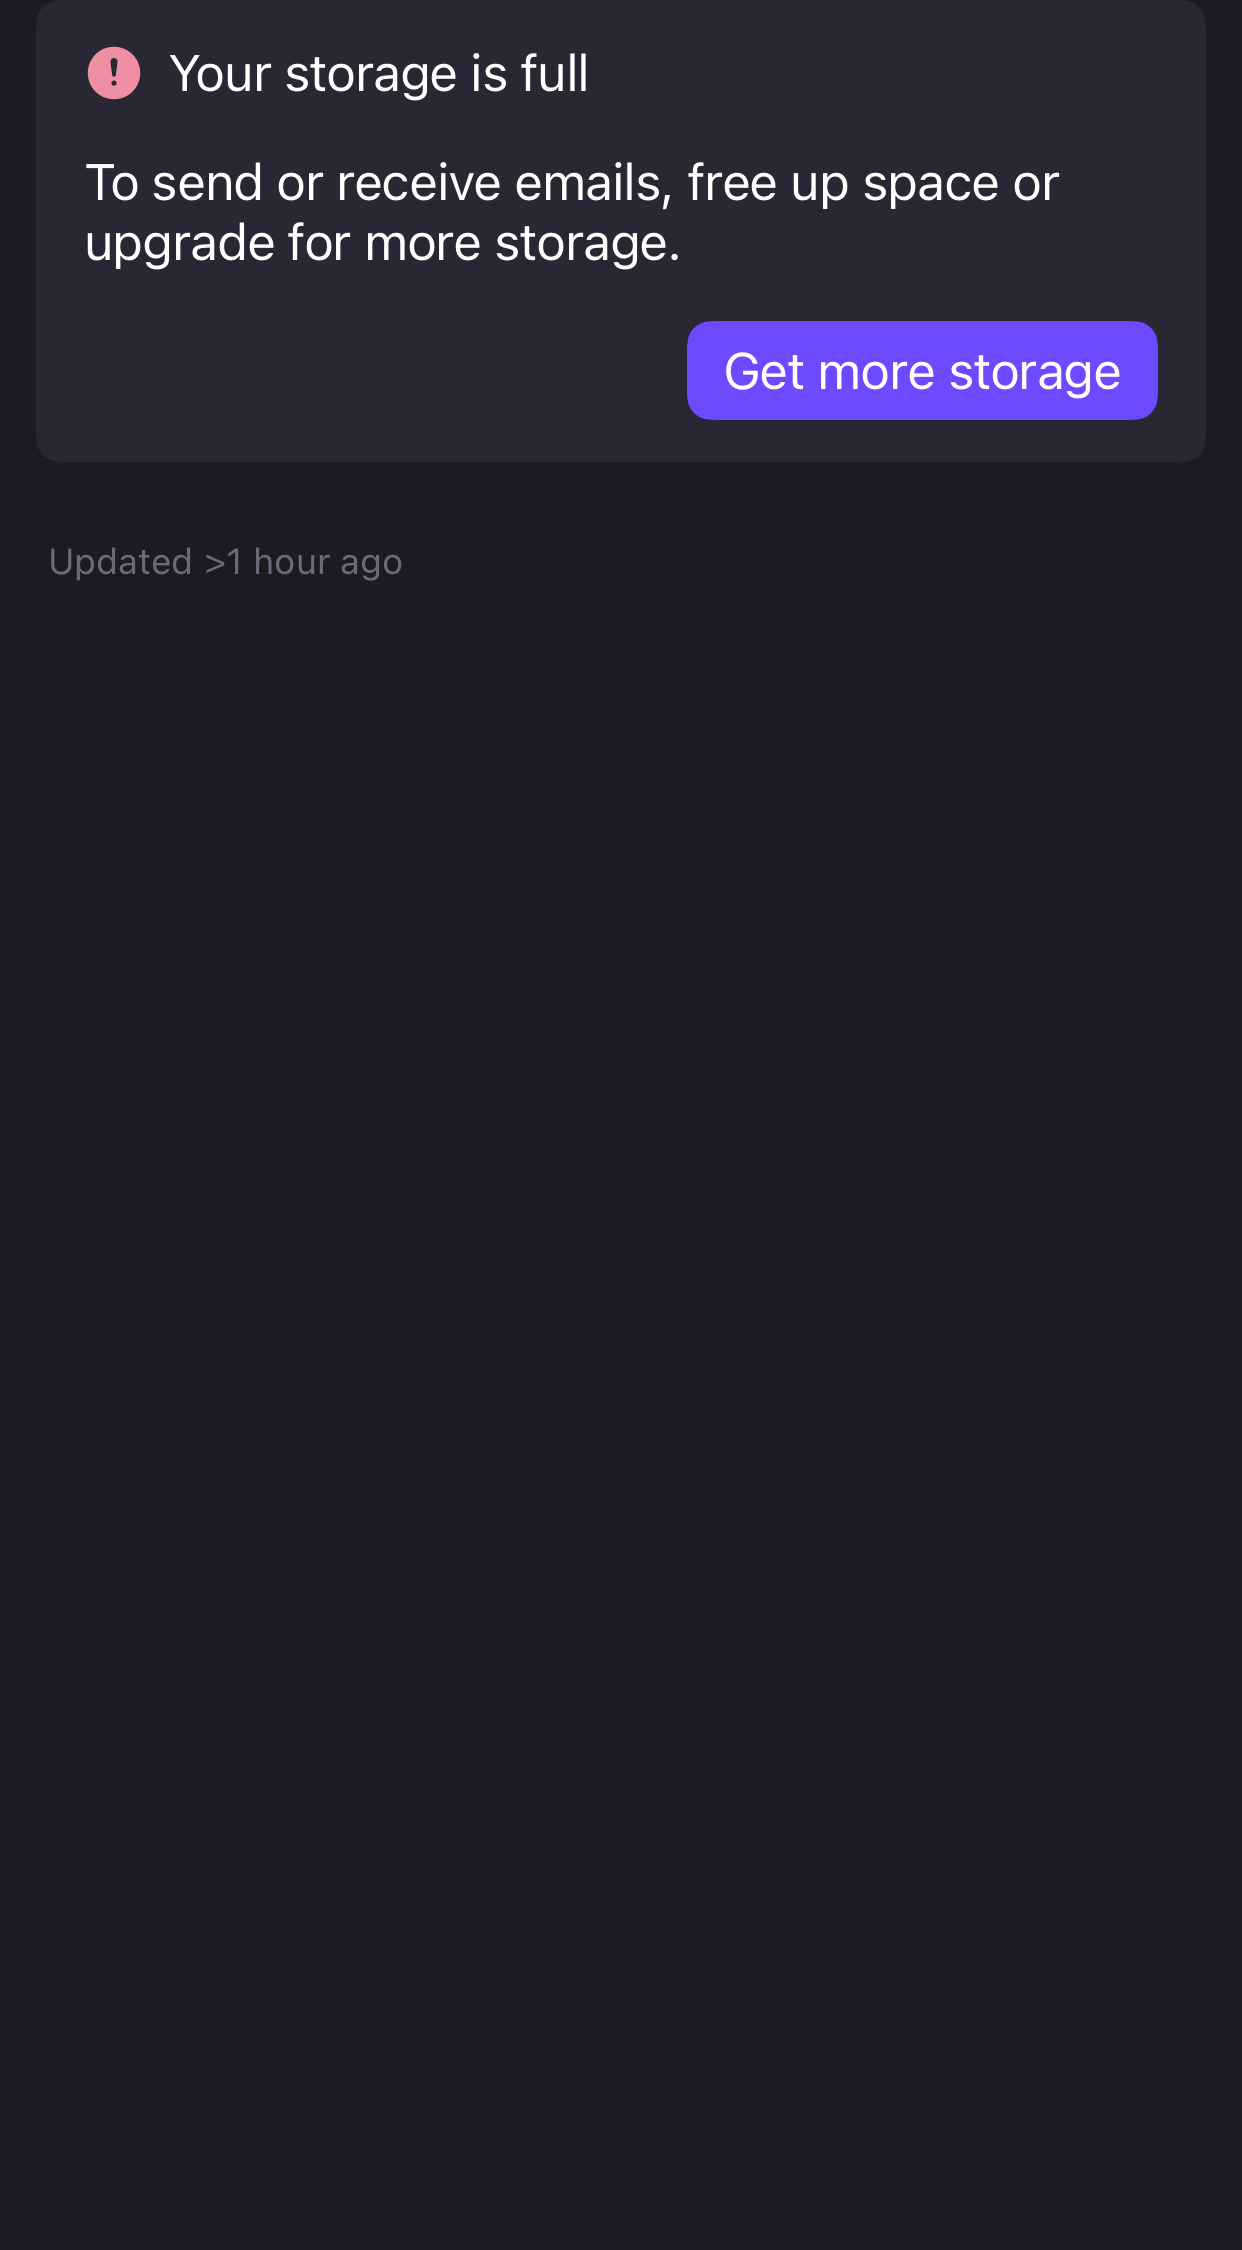 Your storage is full
To send or receive emails, free up space or
upgrade for more storage.
Get more storage
Updated >1 hour ago